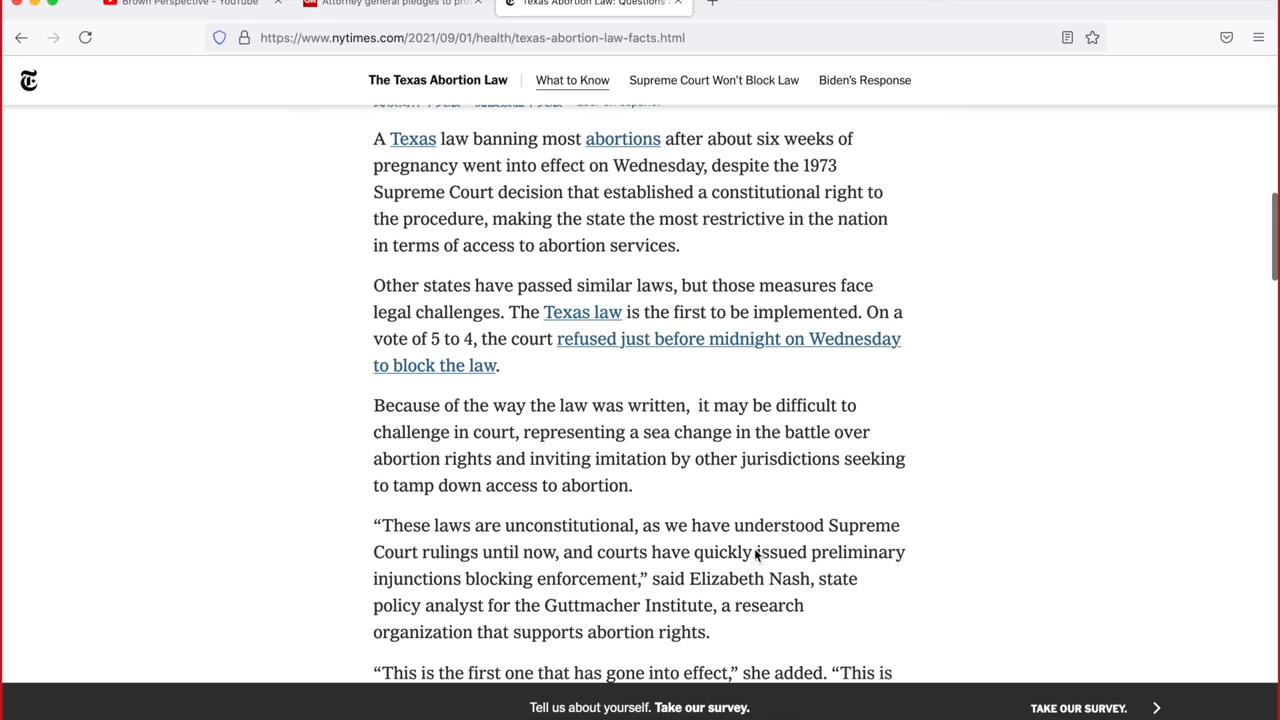 Brown Perspective - YouTube
Attorney general pledges to pro
Texas Abortion Law: Questions
https://www.nytimes.com/2021/09/01/health/texas-abortion-law-facts.html
The Texas Abortion Law
What to Know
Supreme Court Won't Block Law
Biden's Response
A Texas law banning most abortions after about six weeks of
pregnancy went into effect on Wednesday, despite the 1973
Supreme Court decision that established a constitutional right to
the procedure, making the state the most restrictive in the nation
in terms of access to abortion services.
Other states have passed similar laws, but those measures face
legal challenges. The Texas law is the first to be implemented. On a
vote of 5 to 4, the court refused just before midnight on Wednesday
to block the law.
Because of the way the law was written,  it may be difficult to
challenge in court, representing a sea change in the battle over
abortion rights and inviting imitation by other jurisdictions seeking
to tamp down access to abortion.
“These laws are unconstitutional, as we have understood Supreme
Court rulings until now, and courts have quickly issued preliminary
injunctions blocking enforcement,” said Elizabeth Nash, state
policy analyst for the Guttmacher Institute, a research
organization that supports abortion rights.
“This is the first one that has gone into effect,” she added. “This is
Tell us about yourself. Take our survey.
TAKE OUR SURVEY.